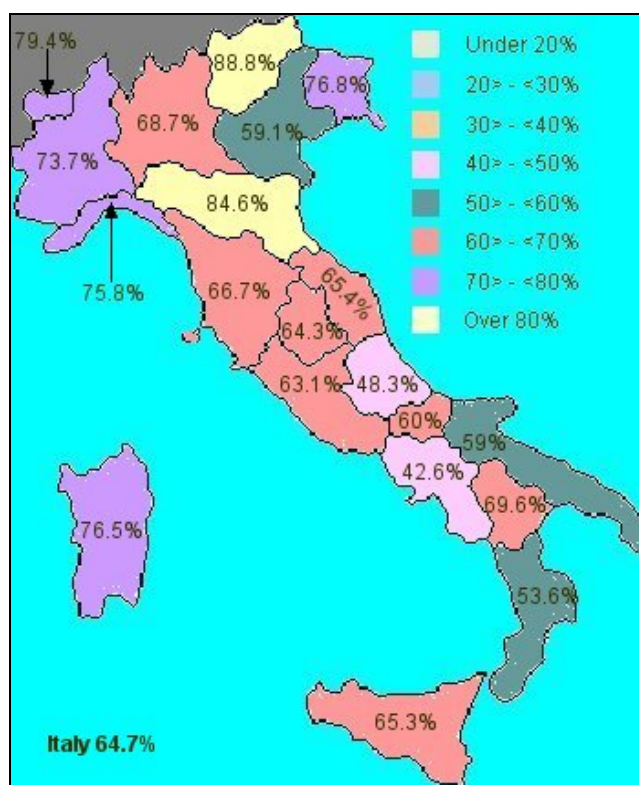 79.4%
88.8%
76.8%
68.7%
59.1%
73.7%
84.6%
75.8%
66.7%
65.4%
64.3%
63.1%
48.3%
60%
59%
42.6%
69.6%
76.5%
53.6%
65.3%
Italy 64.7%
Under 20%
20> - <30%
30> - <40%
40> - <50%
50> - <60%
60> - <70%
70> - <80%
Over 80%